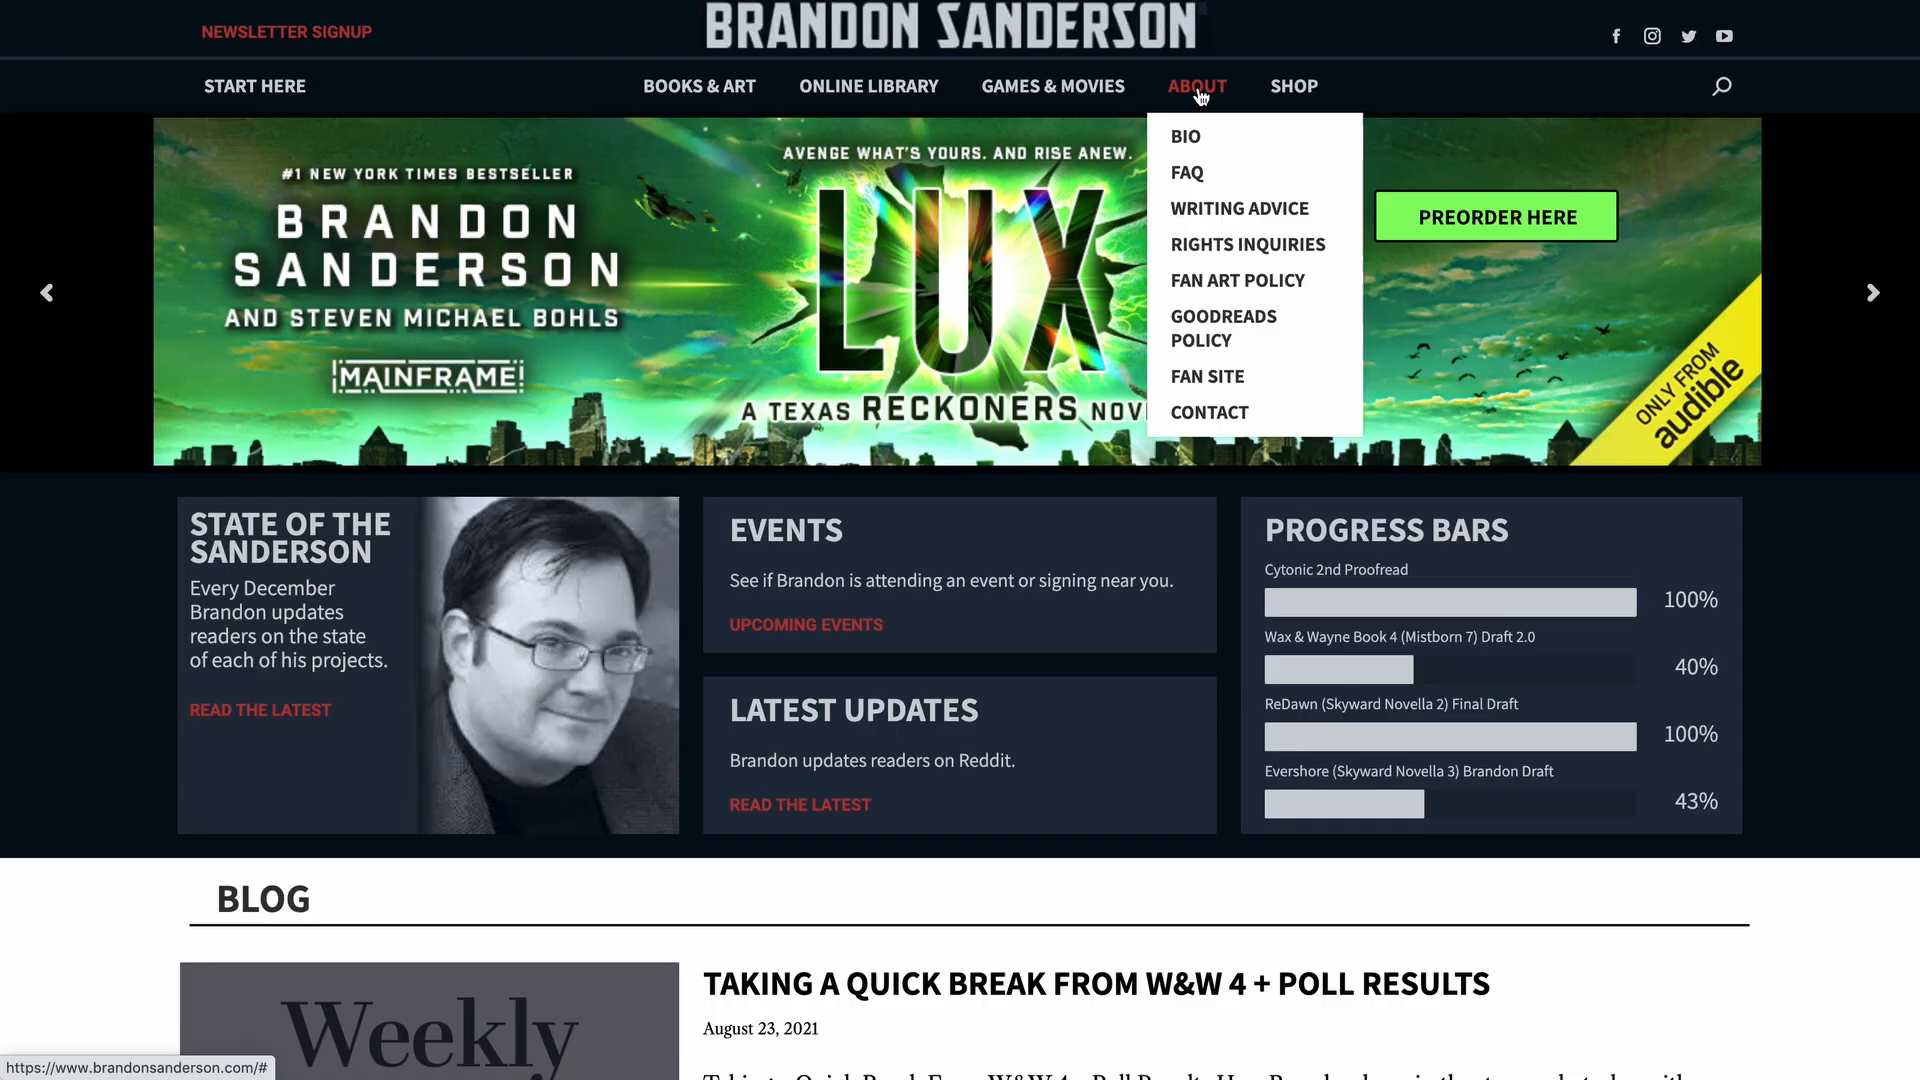 NEWSLETTER SIGNUP
BRANDON SANDERSON
START HERE
BOOKS & ART
ONLINE LIBRARY
GAMES & MOVIES
ABOUT
SHOP
BIO
FAQ
WRITING ADVICE
RIGHTS INQUIRIES
FAN ART POLICY
GOODREADS
POLICY
FAN SITE
CONTACT
#1 NEW YORK TIMES BESTSELLER
BRANDON
SANDERSON
AND STEVEN MICHAEL BOHLS
MAINFRAME
AVENGE WHAT'S YOURS. AND RISE ANEW.
LUX
A TEXAS RECKONERS NOV
PREORDER HERE
ONLY FROM
audible
STATE OF THE
SANDERSON
Every December
Brandon updates
readers on the state
of each of his projects.
READ THE LATEST
EVENTS
See if Brandon is attending an event or signing near you.
UPCOMING EVENTS
LATEST UPDATES
Brandon updates readers on Reddit.
READ THE LATEST
PROGRESS BARS
Cytonic 2nd Proofread
100%
Wax & Wayne Book 4 (Mistborn 7) Draft 2.0
40%
ReDawn (Skyward Novella 2) Final Draft
100%
Evershore (Skyward Novella 3) Brandon Draft
43%
BLOG
Weekly
TAKING A QUICK BREAK FROM W&W 4 + POLL RESULTS
August 23, 2021
https://www.brandonsanderson.com/#